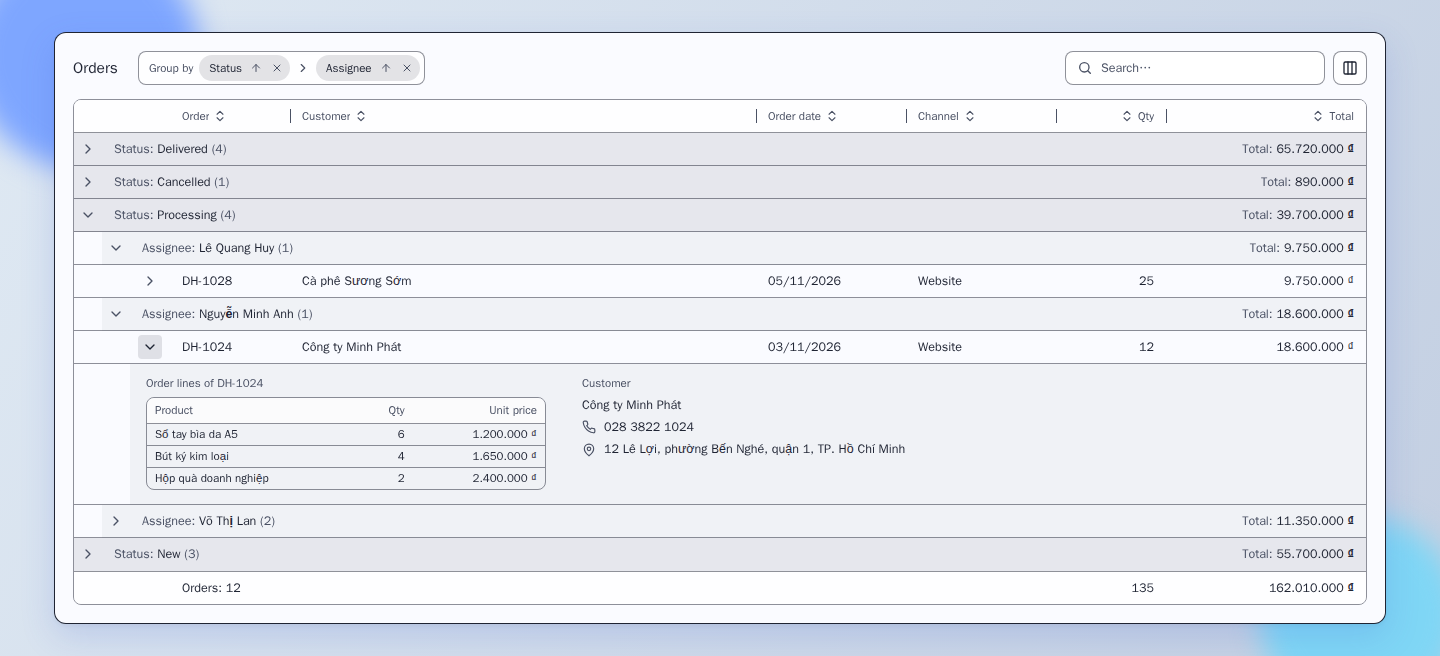 Orders Group by Status Assignee Search⋯
Order Customer Order date Channel Qty Total
Status: Delivered (4) Total: 65.720.000 ₫
Status: Cancelled (1) Total: 890.000 ₫
Status: Processing (4) Total: 39.700.000 ₫
Assignee: Lê Quang Huy (1) Total: 9.750.000 ₫
DH-1028 Cà phê Sương Sớm 05/11/2026 Website 25 9.750.000 ₫
Assignee: Nguyễn Minh Anh (1) Total: 18.600.000 ₫
DH-1024 Công ty Minh Phát 03/11/2026 Website 12 18.600.000 ₫
Order lines of DH-1024
Product Qty Unit price
Sổ tay bìa da A5 6 1.200.000 ₫
Bút ký kim loại 4 1.650.000 ₫
Hộp quà doanh nghiệp 2 2.400.000 ₫
Customer
Công ty Minh Phát
028 3822 1024
12 Lê Lợi, phường Bến Nghé, quận 1, TP. Hồ Chí Minh
Assignee: Võ Thị Lan (2) Total: 11.350.000 ₫
Status: New (3) Total: 55.700.000 ₫
Orders: 12 135 162.010.000 ₫